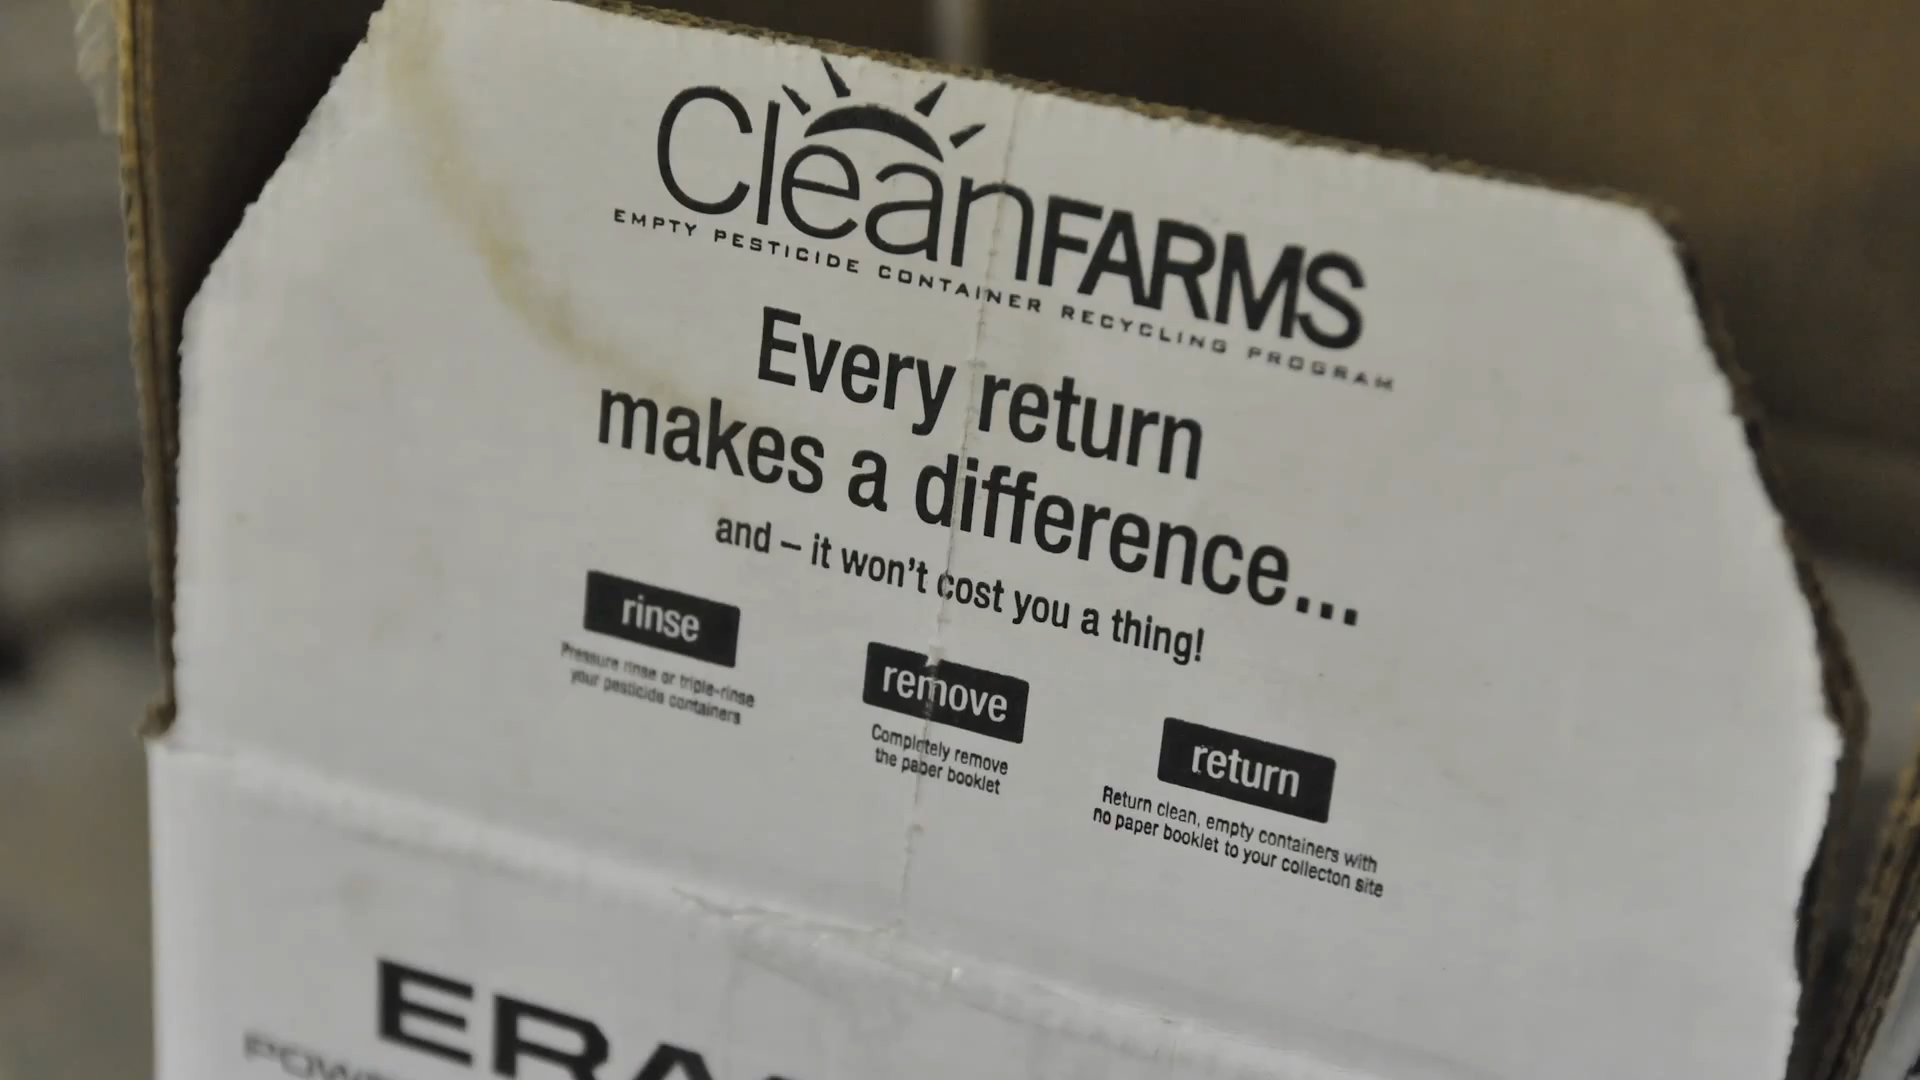 CleanFARMS
EMPTY PESTICIDE CONTAINER RECYCLING PROGRAM
Every return
makes a difference...
and – it won't cost you a thing!
rinse
Pressure rinse or triple-rinse
your pesticide containers
remove
Completely remove
the paper booklet
return
Return clean, empty containers with
no paper booklet to your collecton site